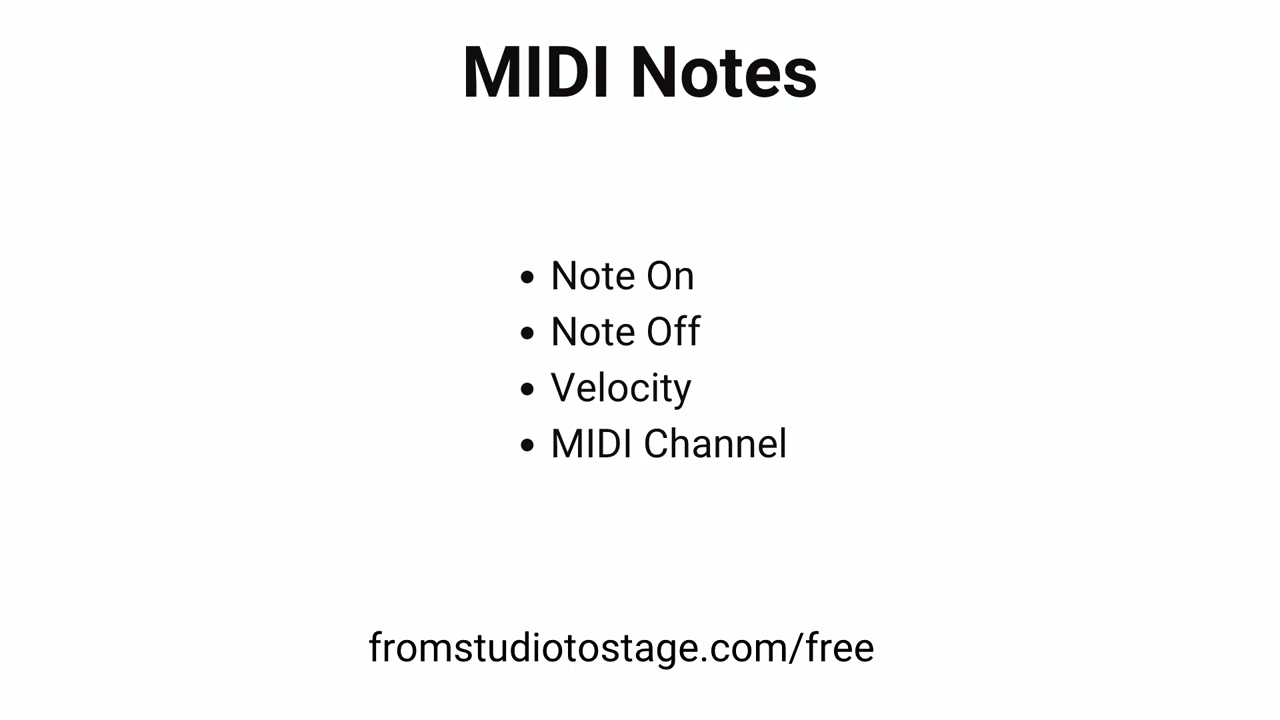 MIDI Notes
• Note On
• Note Off
• Velocity
• MIDI Channel
fromstudiotostage.com/free